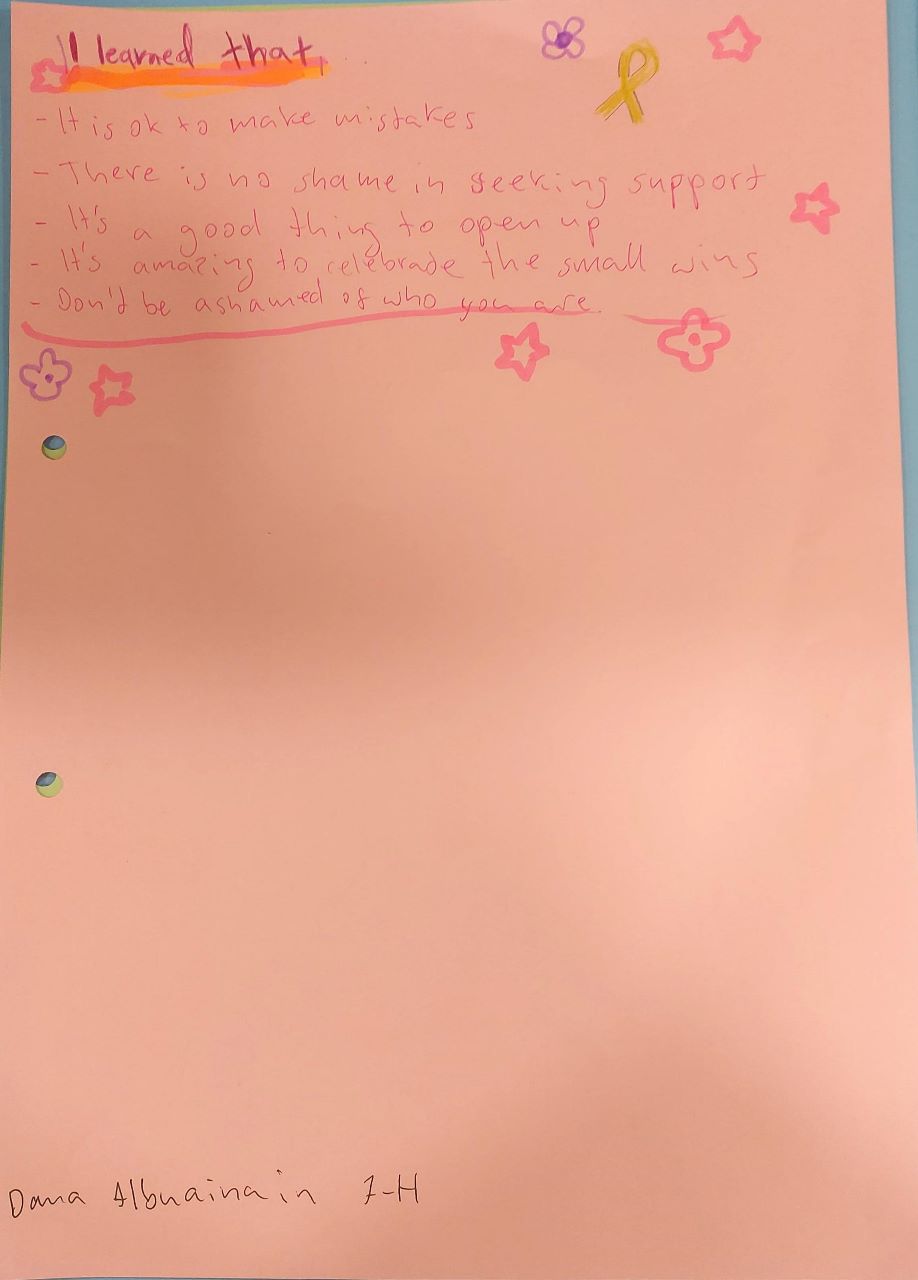 I learned that...
- It is ok to make mistakes
- There is no shame in seeking support
- It's a good thing to open up
- It's amazing to celebrade the small wins
- Don't be ashamed of who you are.
Dana Albuainain 7-H